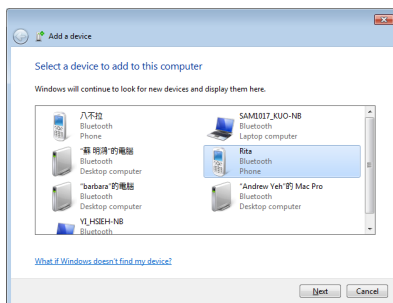 Add a device
Select a device to add to this computer
Windows will continue to look for new devices and display them here.
八不拉
Bluetooth
Phone
SAM1017_KUO-NB
Bluetooth
Laptop computer
"蘇 明鴻"的電腦
Bluetooth
Desktop computer
Rita
Bluetooth
Phone
"barbara"的電腦
Bluetooth
Desktop computer
"Andrew Yeh"的 Mac Pro
Bluetooth
Desktop computer
YI_HSIEH-NB
Bluetooth
What if Windows doesn't find my device?
Next
Cancel